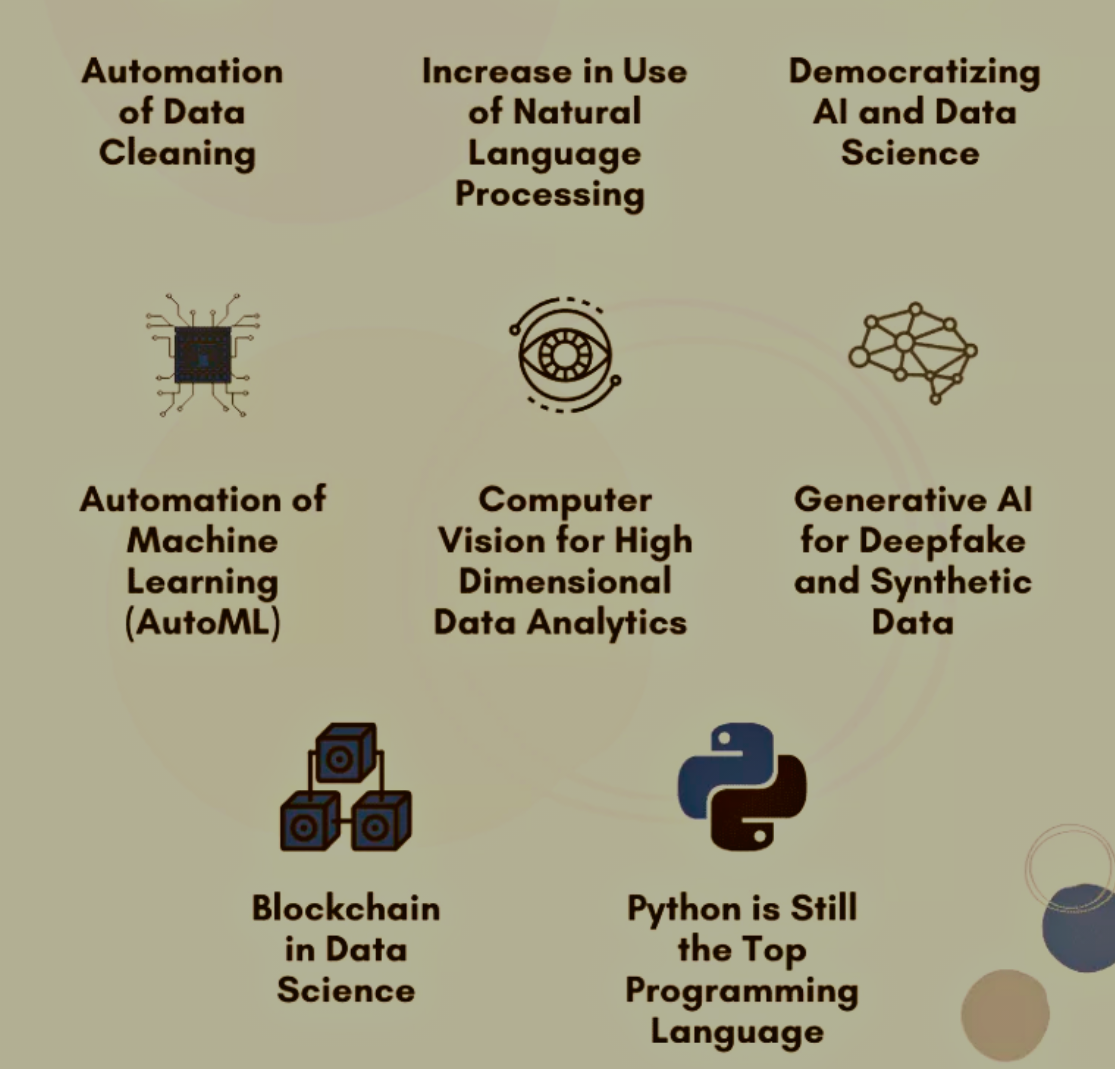 Automation
of Data
Cleaning
Increase in Use
of Natural
Language
Processing
Democratizing
AI and Data
Science
Automation of
Machine
Learning
(AutoML)
Computer
Vision for High
Dimensional
Data Analytics
Generative AI
for Deepfake
and Synthetic
Data
Blockchain
in Data
Science
Python is Still
the Top
Programming
Language